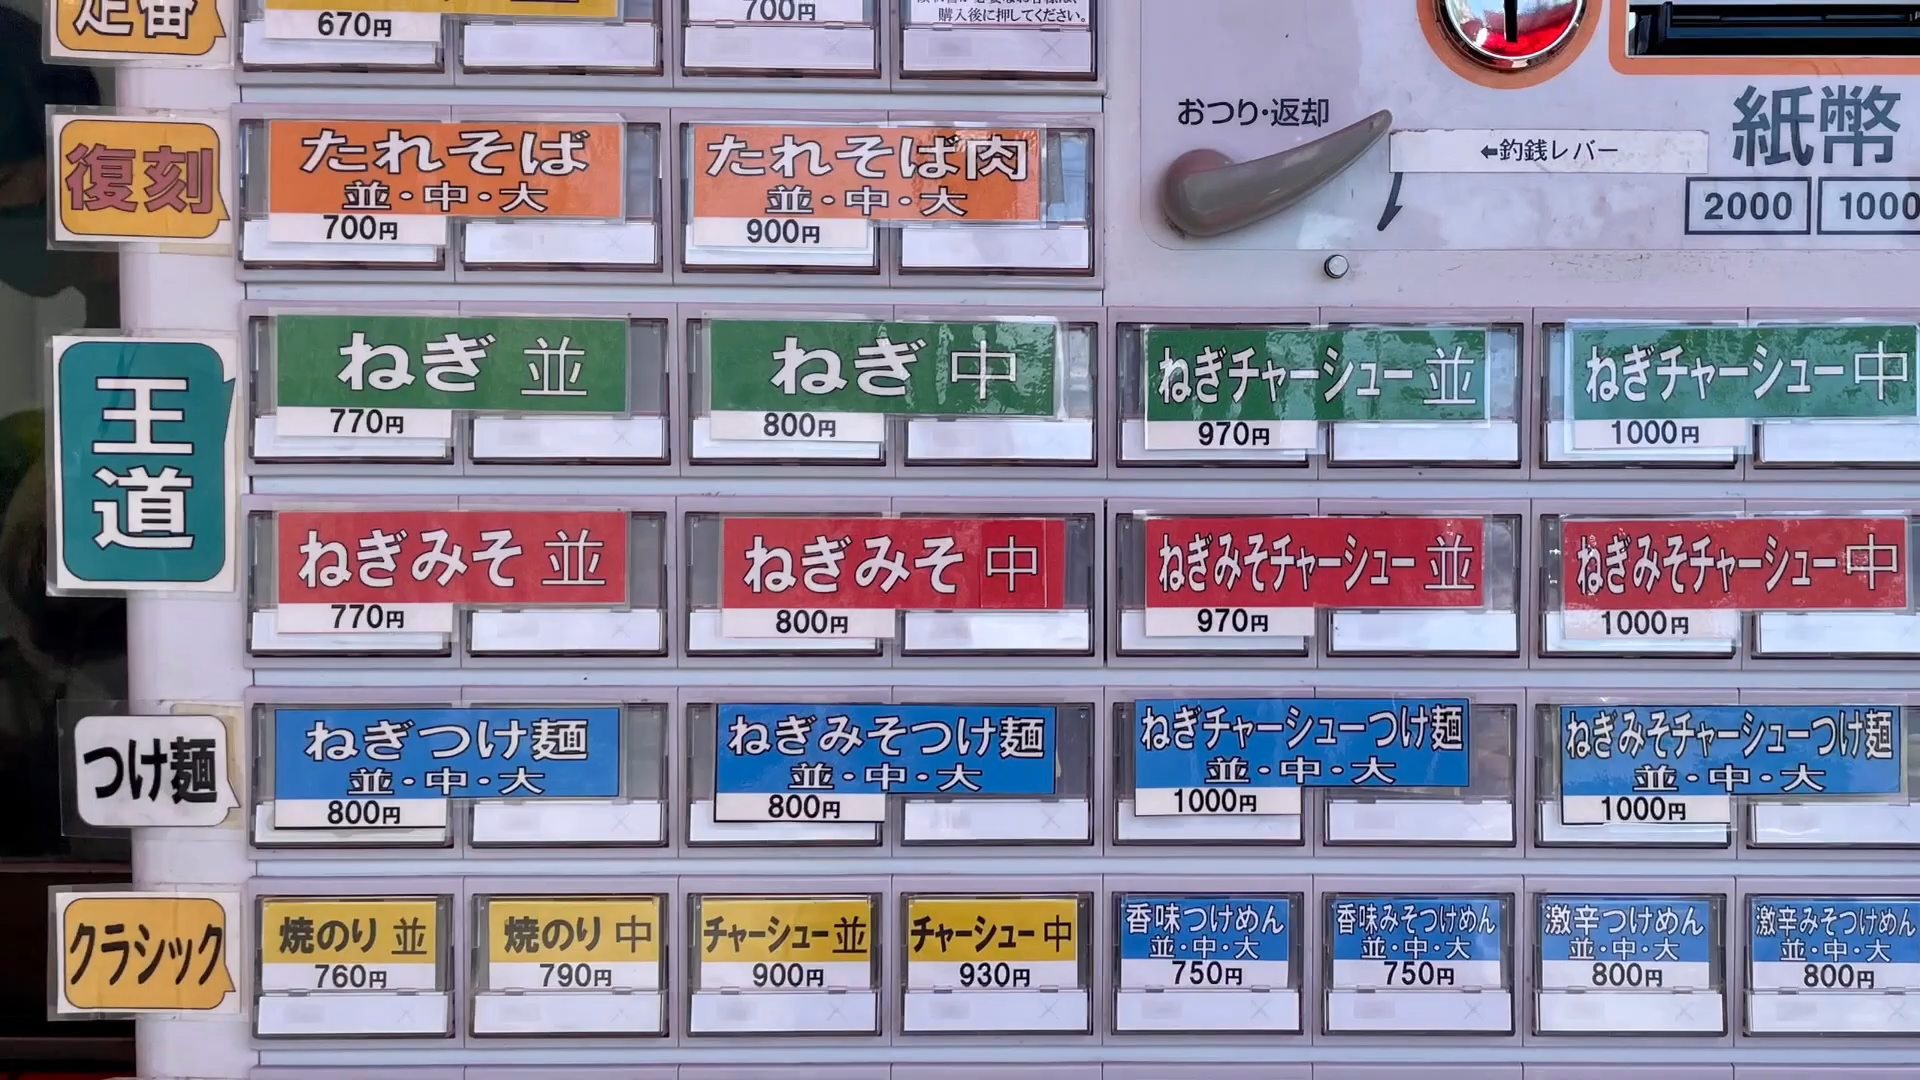 定番
670円
700円
購入後に押してください。
おつり・返却
←釣銭レバー
紙幣
2000
1000
復刻
たれそば
並・中・大
700円
たれそば肉
並・中・大
900円
王道
ねぎ 並
770円
ねぎ 中
800円
ねぎチャーシュー 並
970円
ねぎチャーシュー 中
1000円
ねぎみそ 並
770円
ねぎみそ 中
800円
ねぎみそチャーシュー 並
970円
ねぎみそチャーシュー 中
1000円
つけ麺
ねぎつけ麺
並・中・大
800円
ねぎみそつけ麺
並・中・大
800円
ねぎチャーシューつけ麺
並・中・大
1000円
ねぎみそチャーシューつけ麺
並・中・大
1000円
クラシック
焼のり 並
760円
焼のり 中
790円
チャーシュー 並
900円
チャーシュー 中
930円
香味つけめん
並・中・大
750円
香味みそつけめん
並・中・大
750円
激辛つけめん
並・中・大
800円
激辛みそつけめん
並・中・大
800円